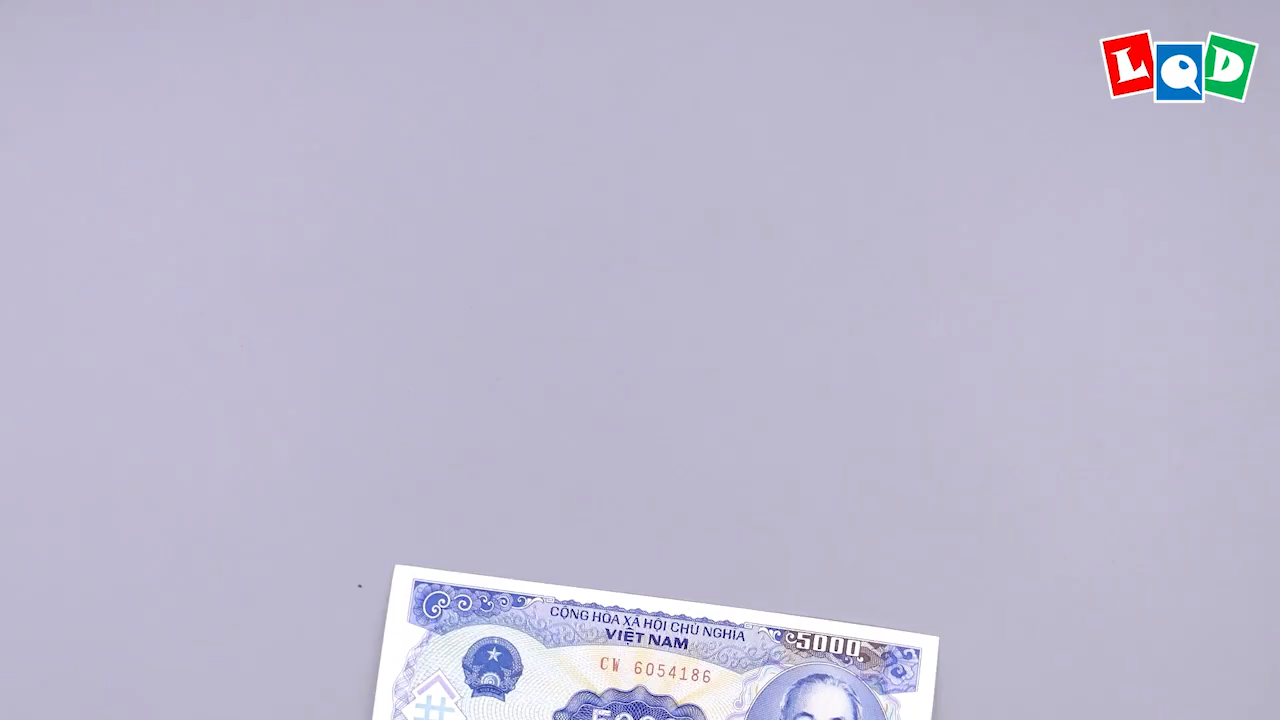 LQD
CỘNG HÒA XÃ HỘI CHỦ NGHĨA
VIỆT NAM
5000
CW 6054186